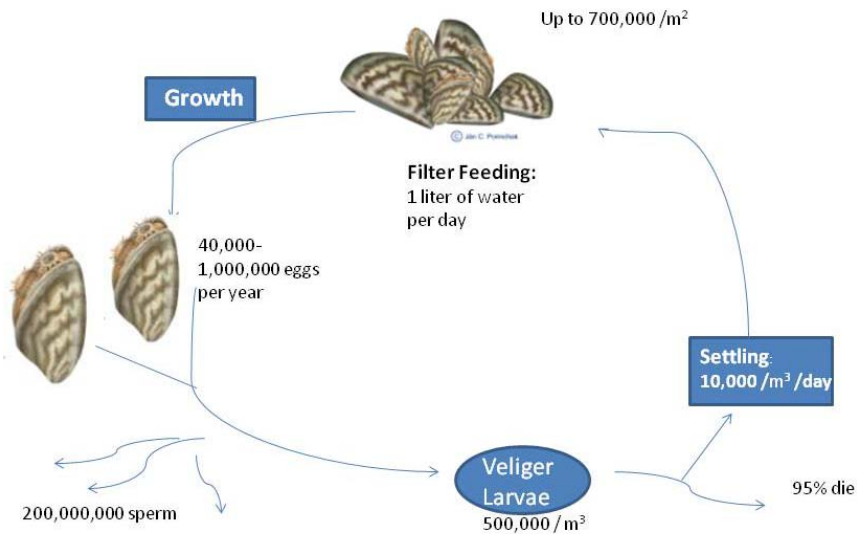 Up to 700,000 /m²
Growth
Filter Feeding:
1 liter of water
per day
40,000-
1,000,000 eggs
per year
Settling:
10,000 /m³ /day
Veliger
Larvae
500,000 / m³
95% die
200,000,000 sperm